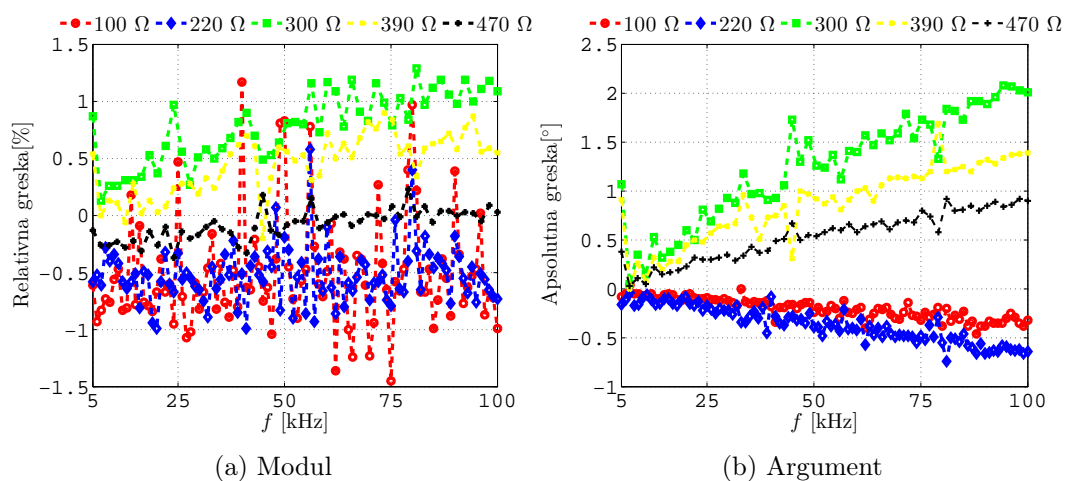 100 Ω 220 Ω 300 Ω 390 Ω 470 Ω
1.5
1
0.5
0
−0.5
−1
−1.5
Relativna greska[%]
5 25 50 75 100
f [kHz]
(a) Modul
100 Ω 220 Ω 300 Ω 390 Ω 470 Ω
2.5
2
1.5
1
0.5
0
−0.5
−1
Apsolutna greska[°]
5 25 50 75 100
f [kHz]
(b) Argument